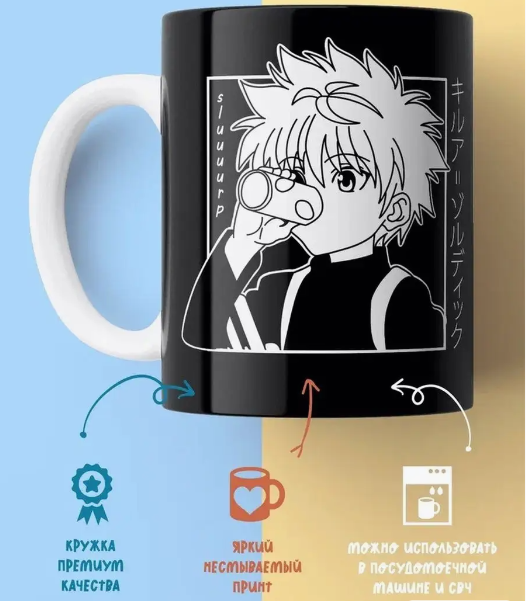 sluuuurp
キルア=ゾルディック
КРУЖКА
ПРЕМИУМ
КАЧЕСТВА
ЯРКИЙ
НЕСМЫВАЕМЫЙ
ПРИНТ
МОЖНО ИСПОЛЬЗОВАТЬ
В ПОСУДОМОЕЧНОЙ
МАШИНЕ И СВЧ